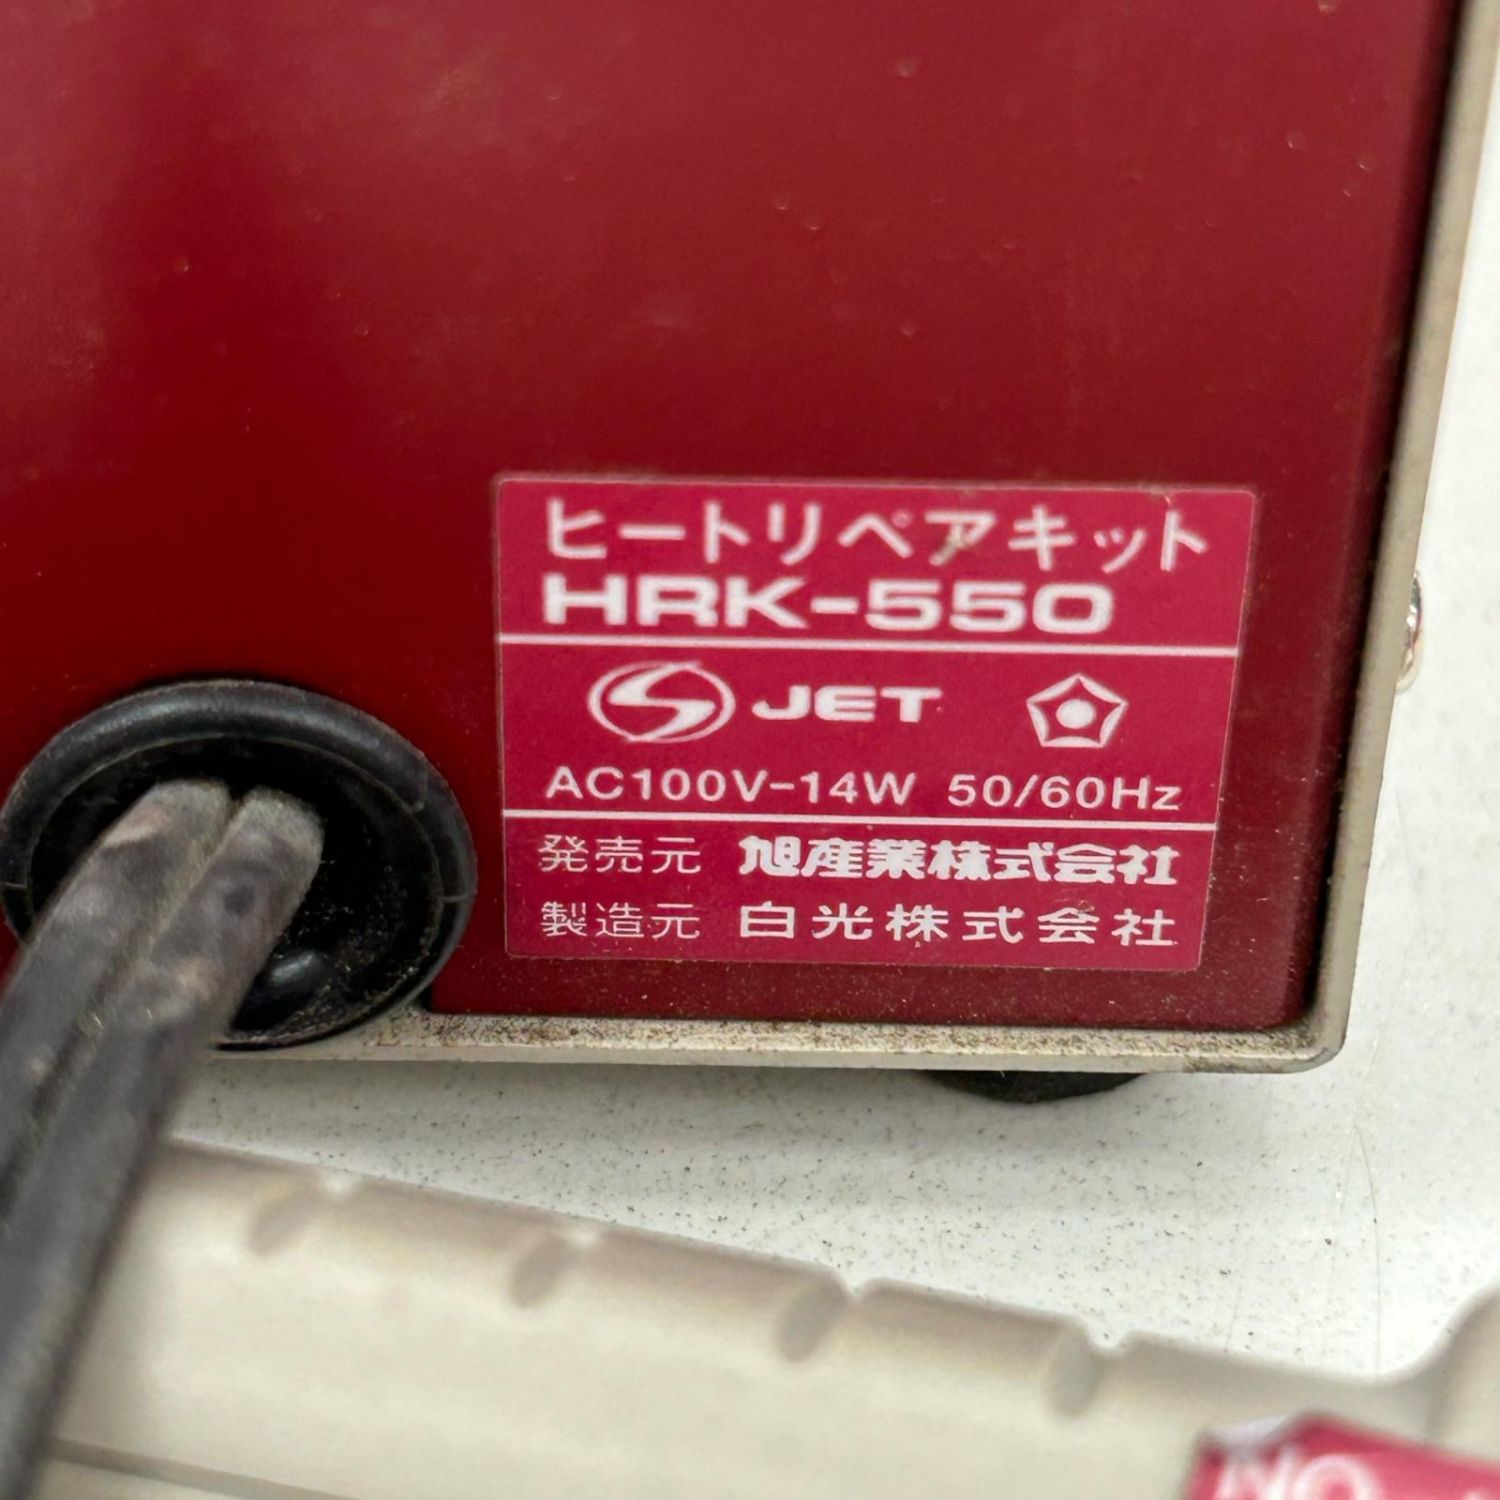 ヒートリペアキット
HRK-550
JET
AC100V-14W 50/60Hz
発売元 旭産業株式会社
製造元 白光株式会社
NO